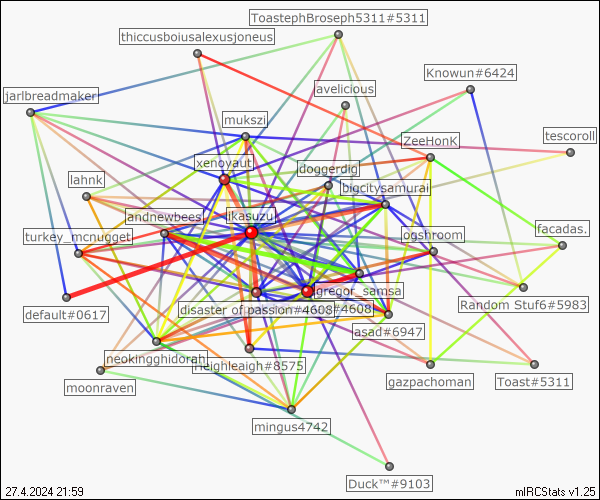 ToastephBroseph5311#5311
thiccusboiusalexusjoneus
Knowun#6424
avelicious
jarlbreadmaker
mukszi
ZeeHonK
tescoroll
xenoyaut
doggerdig
lahnk
bigcitysamurai
andnewbees
ikasuzu
turkey_mcnugget
ogshroom
facadas.
gregor_samsa
default#0617
disaster of passion#4608
#4608
Random Stuf6#5983
asad#6947
neokingghidorah
Heighleaigh#8575
moonraven
gazpachoman
Toast#5311
mingus4742
Duck™#9103
27.4.2024 21:59
mIRCStats v1.25